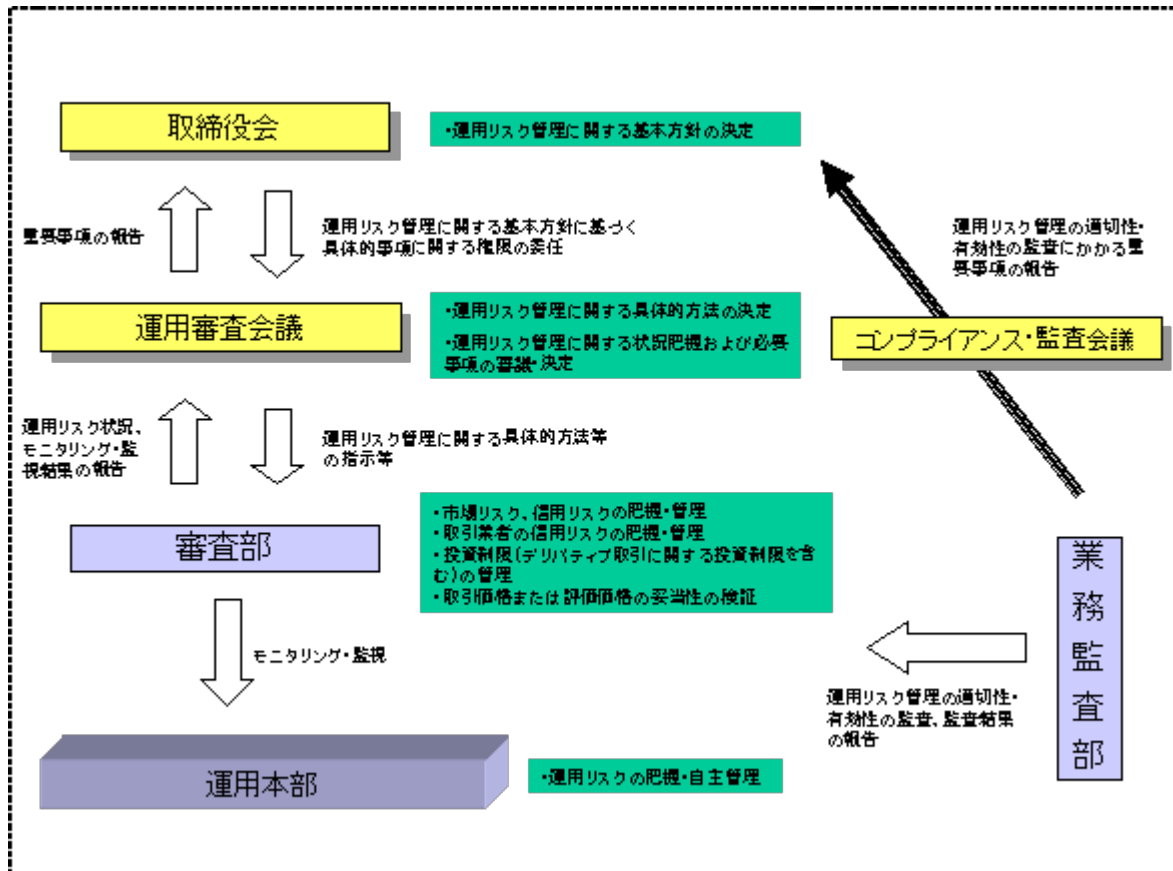 取締役会
・運用リスク管理に関する基本方針の決定
重要事項の報告
運用リスク管理に関する基本方針に基づく
具体的事項に関する権限の委任
運用リスク管理の適切性・
有効性の監査にかかる重
要事項の報告
運用審査会議
・運用リスク管理に関する具体的方法の決定
・運用リスク管理に関する状況把握および必要
事項の審議・決定
コンプライアンス・監査会議
運用リスク状況、
モニタリング・監
視結果の報告
運用リスク管理に関する具体的方法等
の指示等
審査部
・市場リスク、信用リスクの把握・管理
・取引業者の信用リスクの把握・管理
・投資制限（デリバティブ取引に関する投資制限を含
む）の管理
・取引価格または評価価格の妥当性の検証
業務監査部
モニタリング・監視
運用リスク管理の適切性・
有効性の監査、監査結果
の報告
運用本部
・運用リスクの把握・自主管理